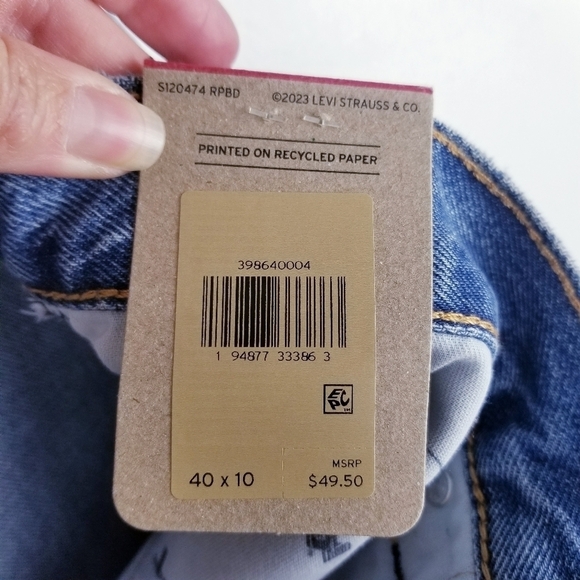 S120474 RPBD ©2023 LEVI STRAUSS & CO.
PRINTED ON RECYCLED PAPER
398640004
1 94877 33386 3
EPC
MSRP
40 x 10 $49.50